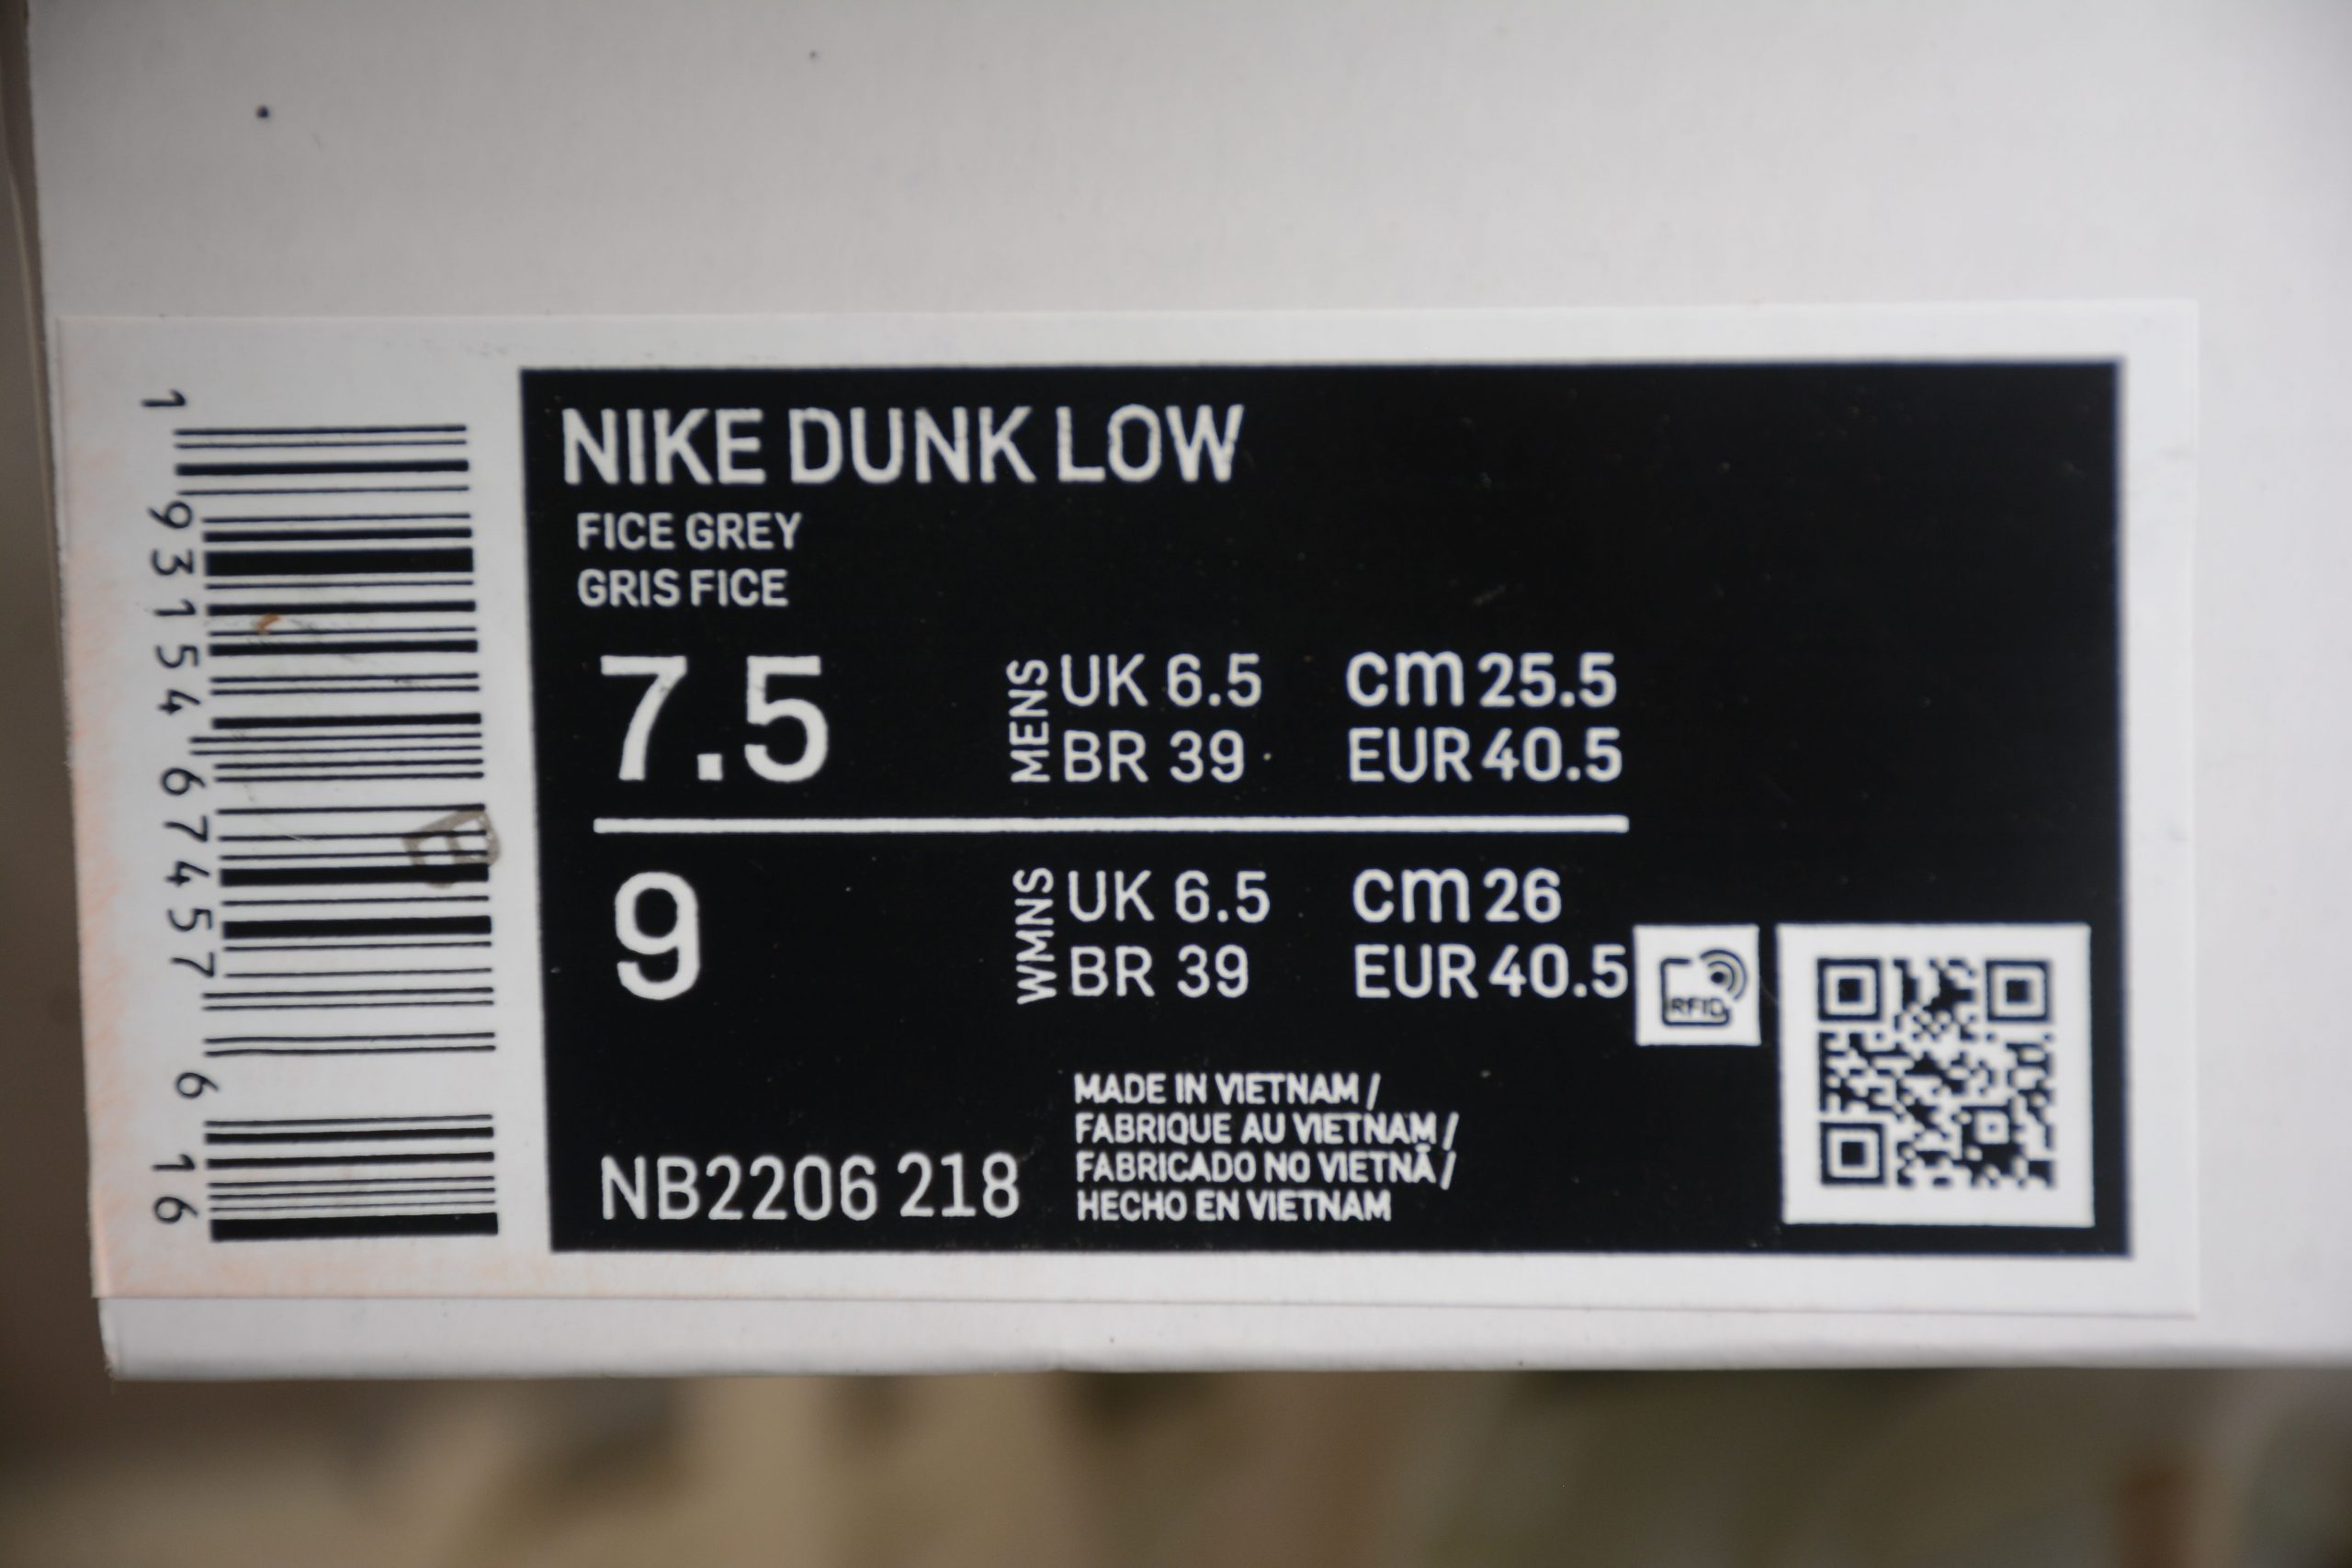 NIKE DUNK LOW
FICE GREY
GRIS FICE
7.5
MENS
UK 6.5 cm 25.5
BR 39 EUR 40.5
9
WMNS
UK 6.5 cm 26
BR 39 EUR 40.5
RFID
MADE IN VIETNAM /
FABRIQUE AU VIETNAM /
FABRICADO NO VIETNÃ /
HECHO EN VIETNAM
NB2206 218
1 93154 67457 6 16